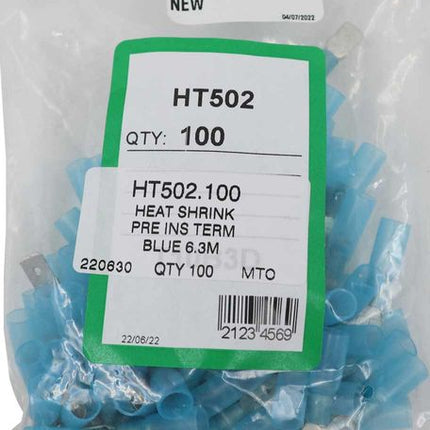 NEW
04/07/2022
HT502
QTY: 100
HT502.100
HEAT SHRINK
PRE INS TERM
BLUE 6.3M
220630 QTY 100 MTO
2123 4569
22/06/22